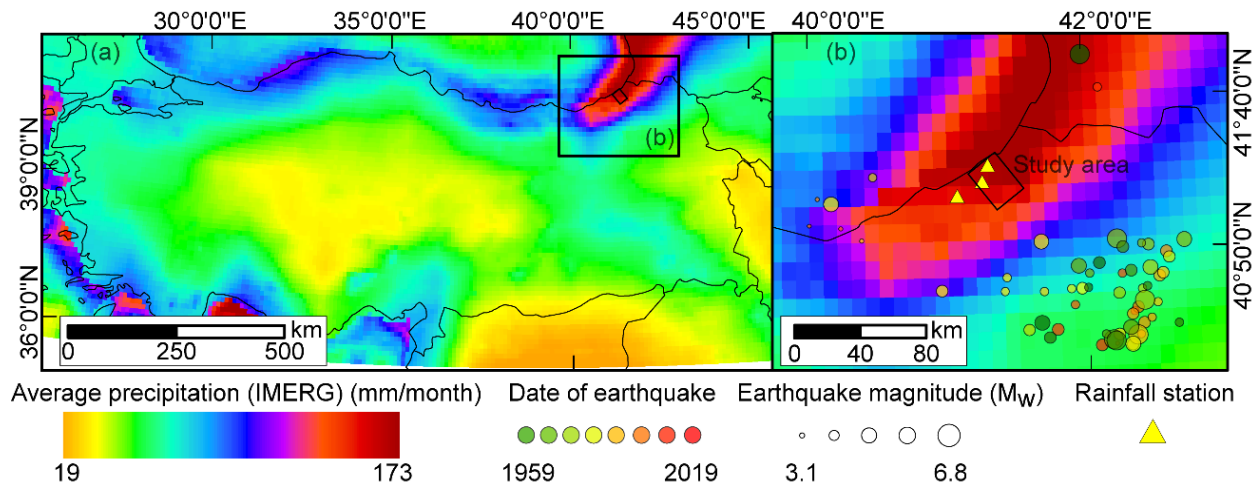 30°0'0"E 35°0'0"E 40°0'0"E 45°0'0"E 40°0'0"E 42°0'0"E
(a) (b)
41°40'0"N
(b)
39°0'0"N
Study area
40°50'0"N
36°0'0"N
km km
0 250 500 0 40 80
Average precipitation (IMERG) (mm/month) Date of earthquake Earthquake magnitude (Mw) Rainfall station
19 173 1959 2019 3.1 6.8